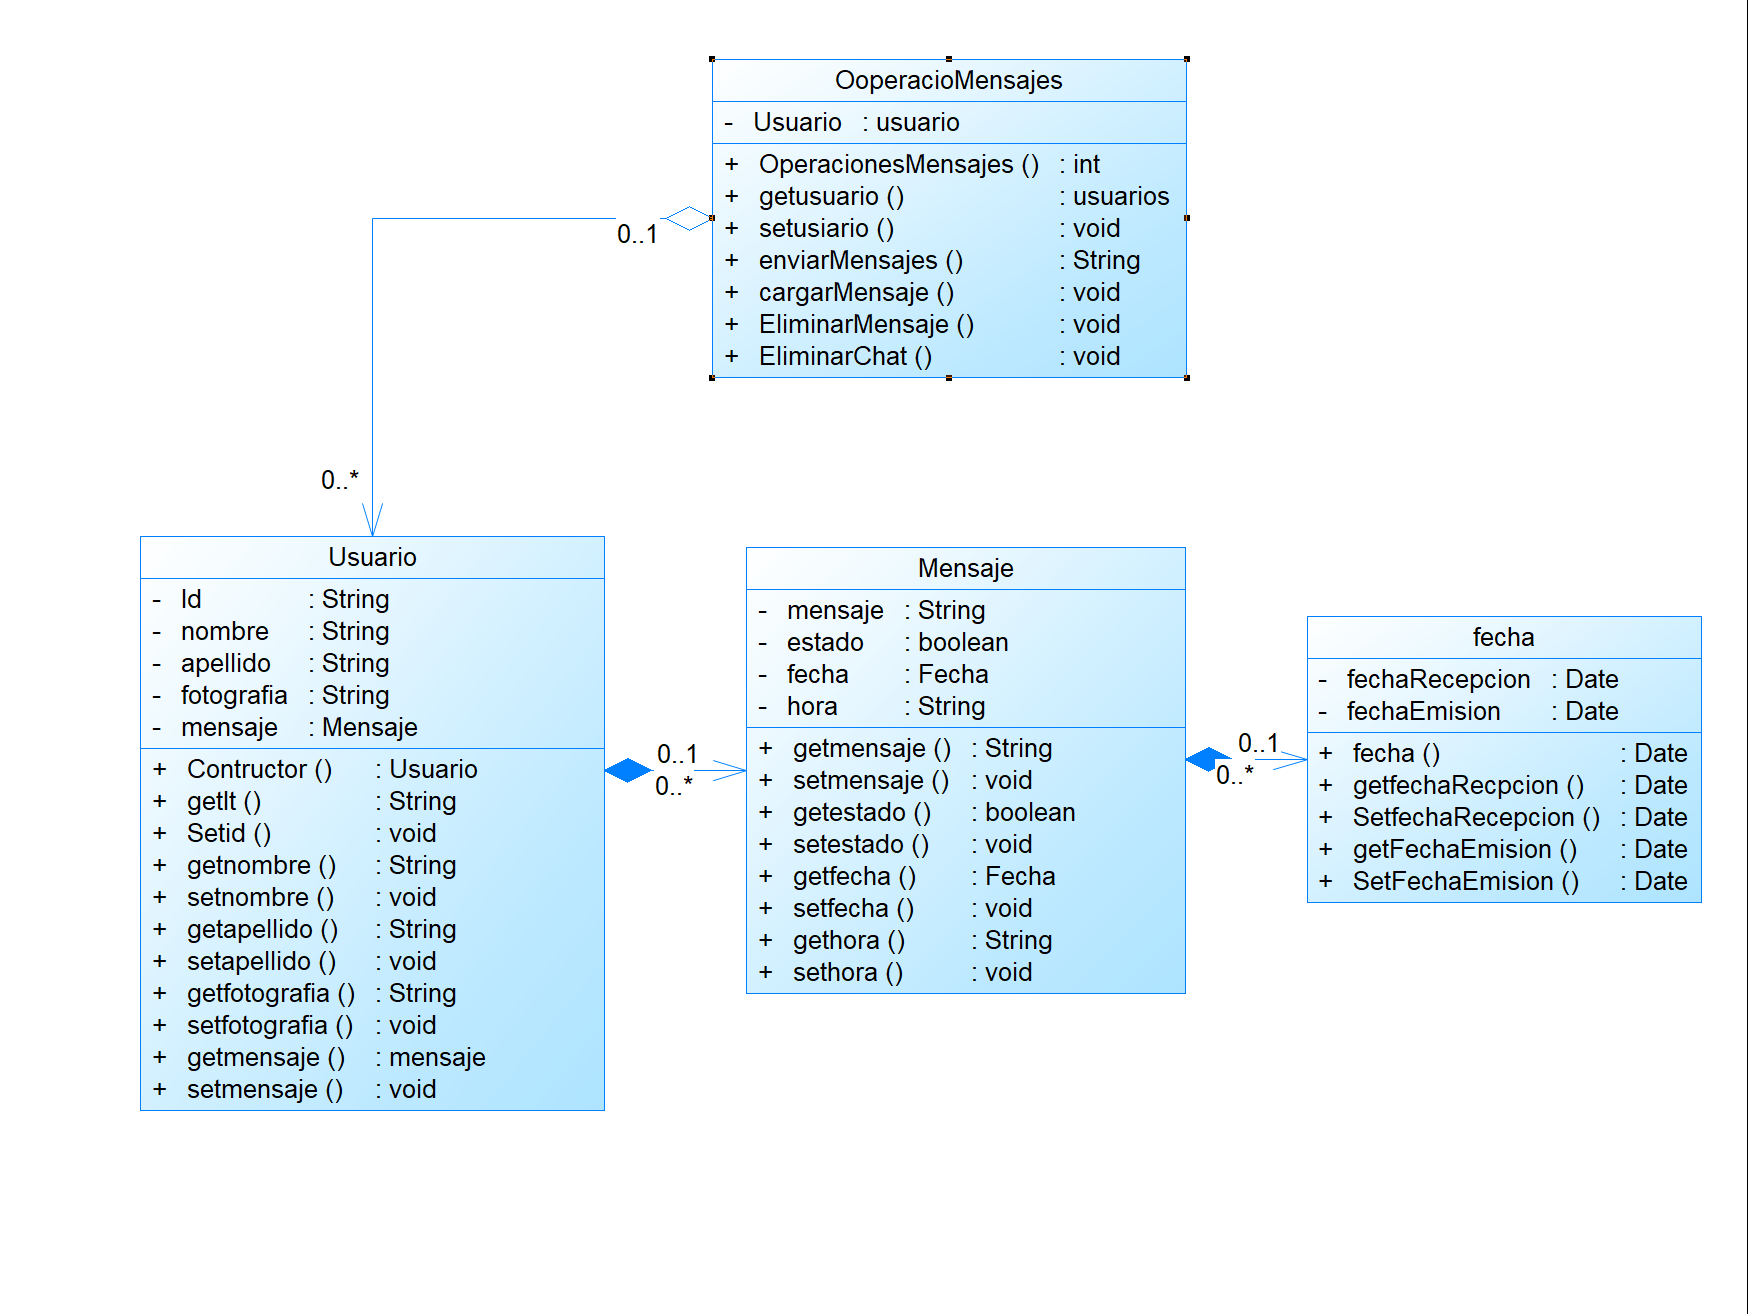 OoperacioMensajes
- Usuario : usuario
+ OperacionesMensajes () : int
+ getusuario () : usuarios
+ setusiario () : void
+ enviarMensajes () : String
+ cargarMensaje () : void
+ EliminarMensaje () : void
+ EliminarChat () : void
0..1
0..*
Usuario
- Id : String
- nombre : String
- apellido : String
- fotografia : String
- mensaje : Mensaje
+ Contructor () : Usuario
+ getIt () : String
+ Setid () : void
+ getnombre () : String
+ setnombre () : void
+ getapellido () : String
+ setapellido () : void
+ getfotografia () : String
+ setfotografia () : void
+ getmensaje () : mensaje
+ setmensaje () : void
0..1
0..*
Mensaje
- mensaje : String
- estado : boolean
- fecha : Fecha
- hora : String
+ getmensaje () : String
+ setmensaje () : void
+ getestado () : boolean
+ setestado () : void
+ getfecha () : Fecha
+ setfecha () : void
+ gethora () : String
+ sethora () : void
0..1
0..*
fecha
- fechaRecepcion : Date
- fechaEmision : Date
+ fecha () : Date
+ getfechaRecpcion () : Date
+ SetfechaRecepcion () : Date
+ getFechaEmision () : Date
+ SetFechaEmision () : Date